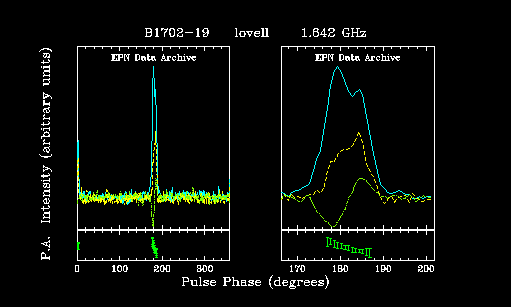 B1702-19 lovell 1.642 GHz
EPN Data Archive EPN Data Archive
Intensity (arbitrary units)
P.A.
0 100 200 300 170 180 190 200
Pulse Phase (degrees)